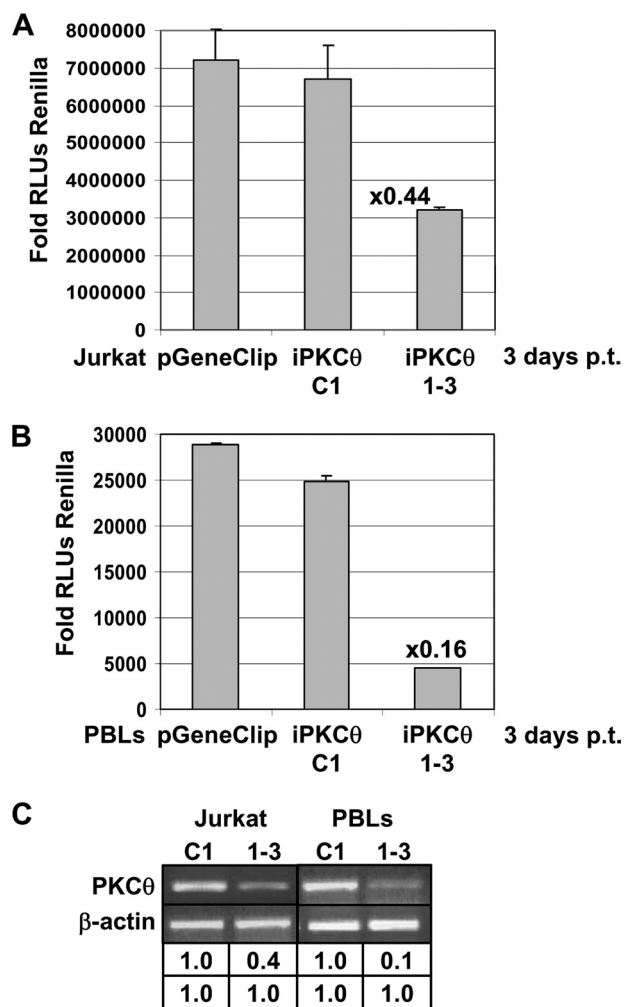 A
Fold RLUs Renilla
8000000
7000000
6000000
5000000
4000000
3000000
2000000
1000000
0
x0.44
Jurkat pGeneClip iPKCθ iPKCθ 3 days p.t.
C1 1-3
B
Fold RLUs Renilla
30000
25000
20000
15000
10000
5000
0
x0.16
PBLs pGeneClip iPKCθ iPKCθ 3 days p.t.
C1 1-3
C
Jurkat PBLs
C1 1-3 C1 1-3
PKCθ
β-actin
1.0 0.4 1.0 0.1
1.0 1.0 1.0 1.0